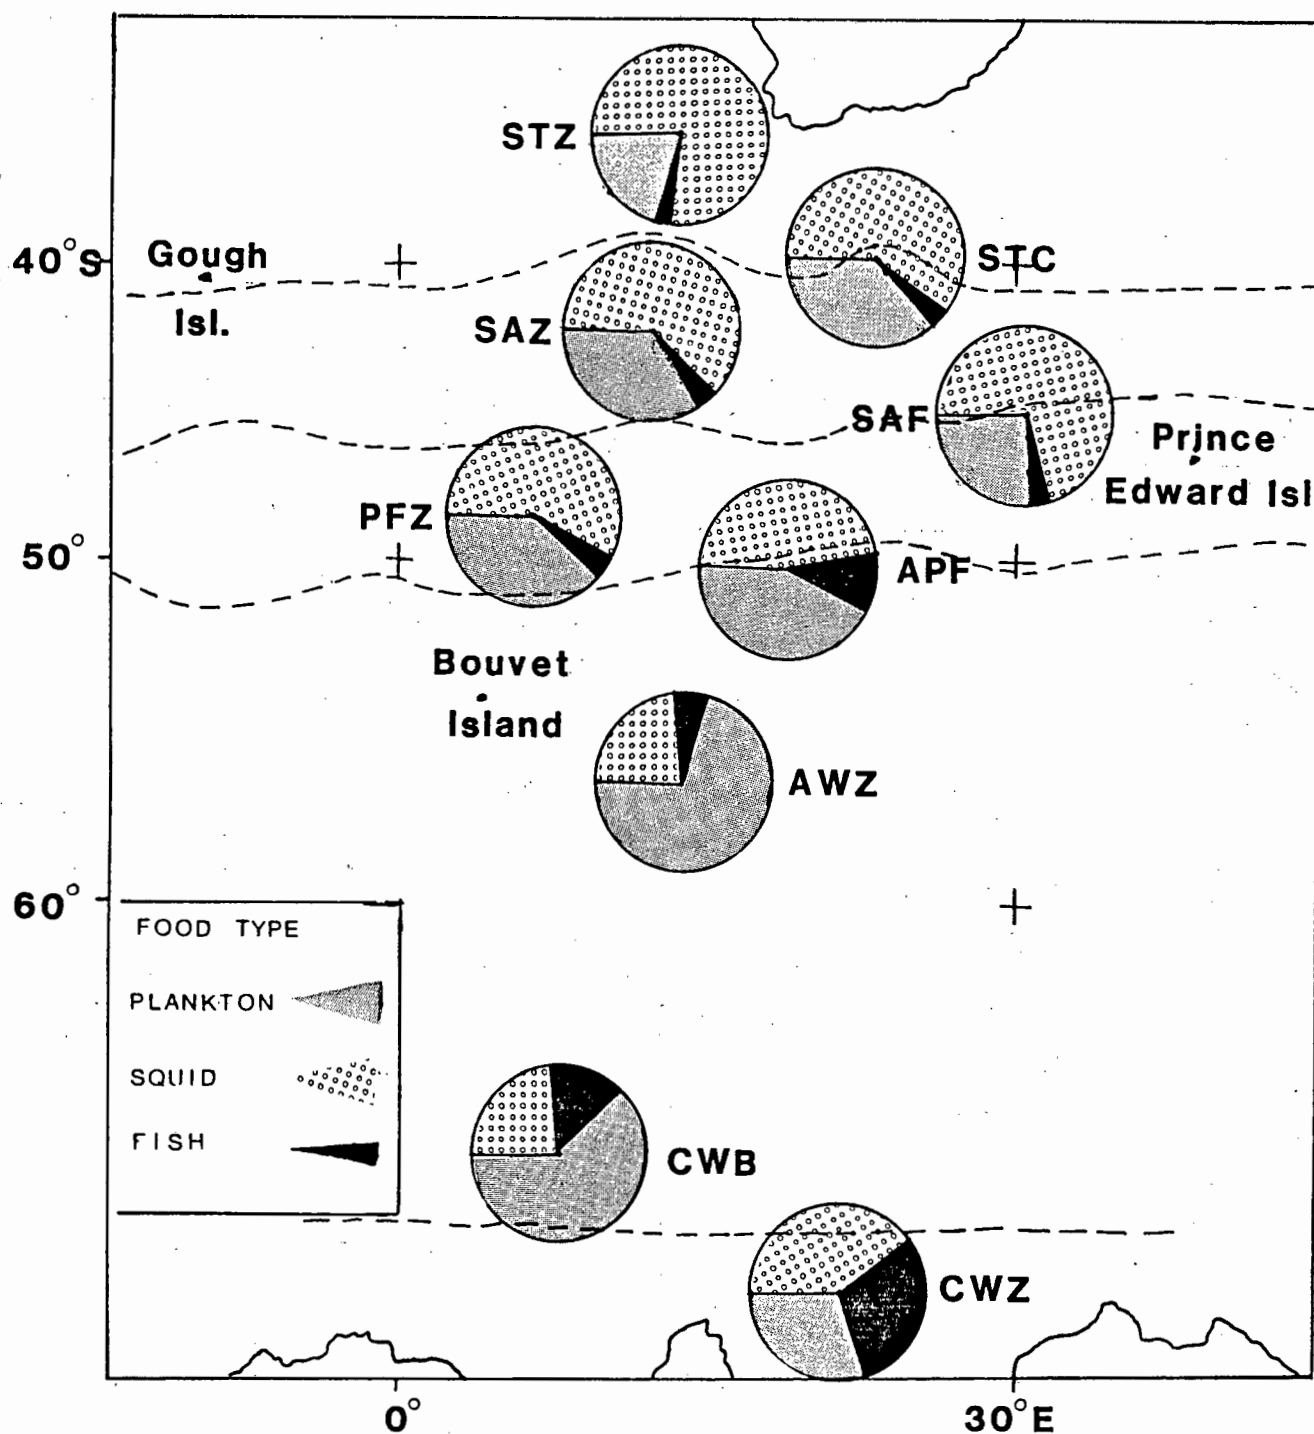 STZ
40°S
Gough
Isl.
STC
SAZ
SAF
Prince
Edward Isl
PFZ
50°
APF
Bouvet
Island
AWZ
60°
FOOD TYPE
PLANKTON
SQUID
FISH
CWB
CWZ
0°
30°E